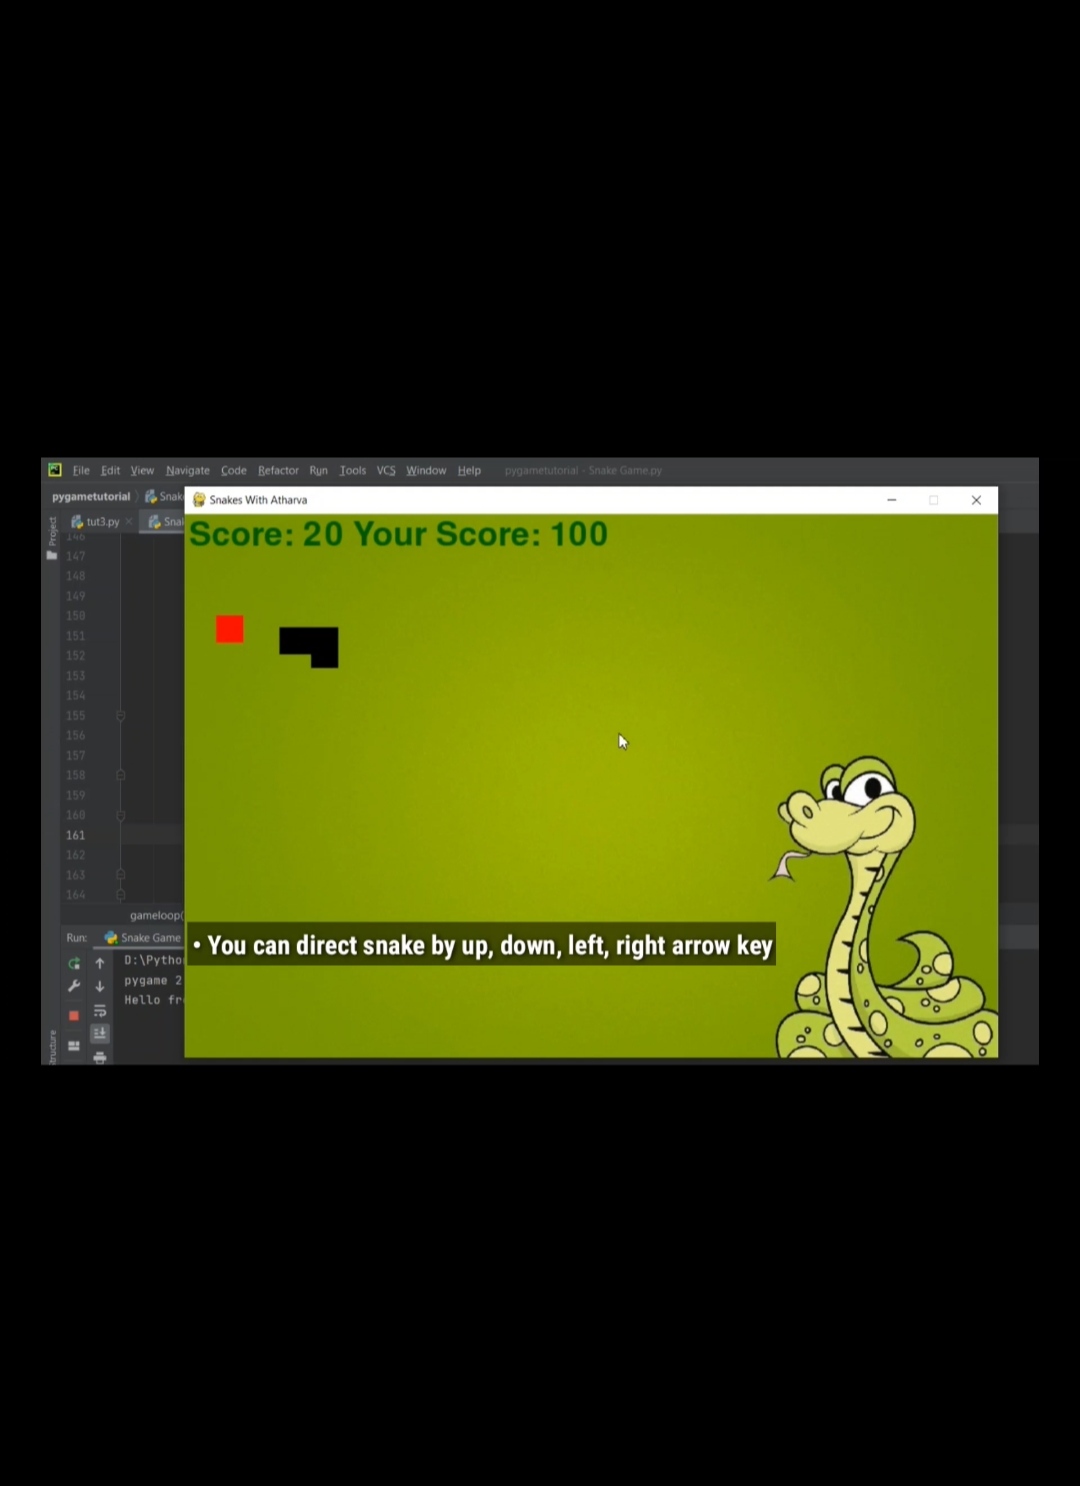 File Edit View Navigate Code Refactor Run Tools VCS Window Help pygametutorial - Snake Game.py
pygametutorial
Snakes With Atharva
tut3.py
Project
Score: 20 Your Score: 100
146
147
148
149
150
151
152
153
154
155
156
157
158
159
160
161
162
163
164
gameloop(
Run: Snake Game
• You can direct snake by up, down, left, right arrow key
D:\Pytho
pygame 2
Hello fr